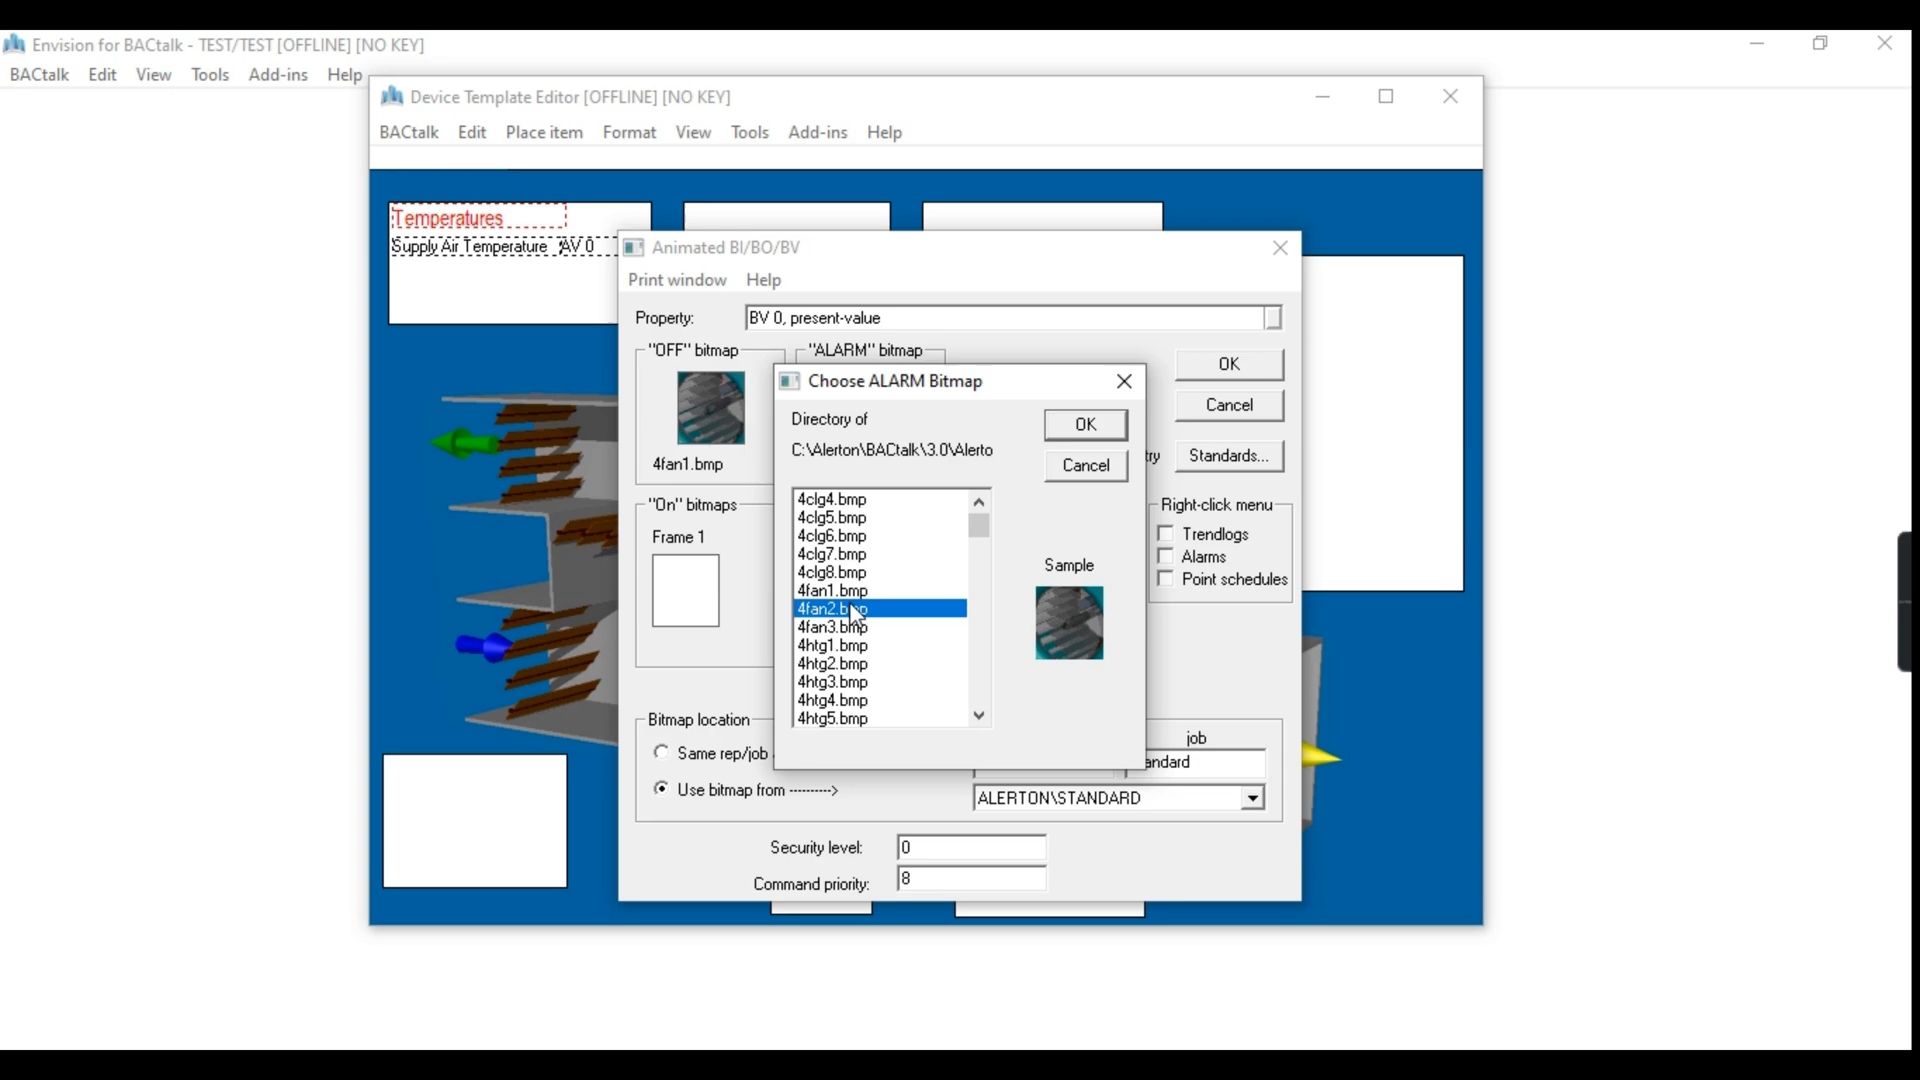 Envision for BACtalk - TEST/TEST [OFFLINE] [NO KEY]
BACtalk Edit View Tools Add-ins Help
Device Template Editor [OFFLINE] [NO KEY]
BACtalk Edit Place item Format View Tools Add-ins Help
Temperatures
Supply Air Temperature AV 0
Animated BI/BO/BV
Print window Help
Property: BV 0, present-value
"OFF" bitmap "ALARM" bitmap
4fan1.bmp
OK
Cancel
Standards...
"On" bitmaps
Frame 1
Right-click menu
Trendlogs
Alarms
Point schedules
Choose ALARM Bitmap
Directory of
C:\Alerton\BACtalk\3.0\Alerto
OK
Cancel
4clg4.bmp
4clg5.bmp
4clg6.bmp
4clg7.bmp
4clg8.bmp
4fan1.bmp
4fan2.bmp
4fan3.bmp
4htg1.bmp
4htg2.bmp
4htg3.bmp
4htg4.bmp
4htg5.bmp
Sample
Bitmap location
Same rep/job
job
andard
Use bitmap from --------->
ALERTON\STANDARD
Security level: 0
Command priority: 8